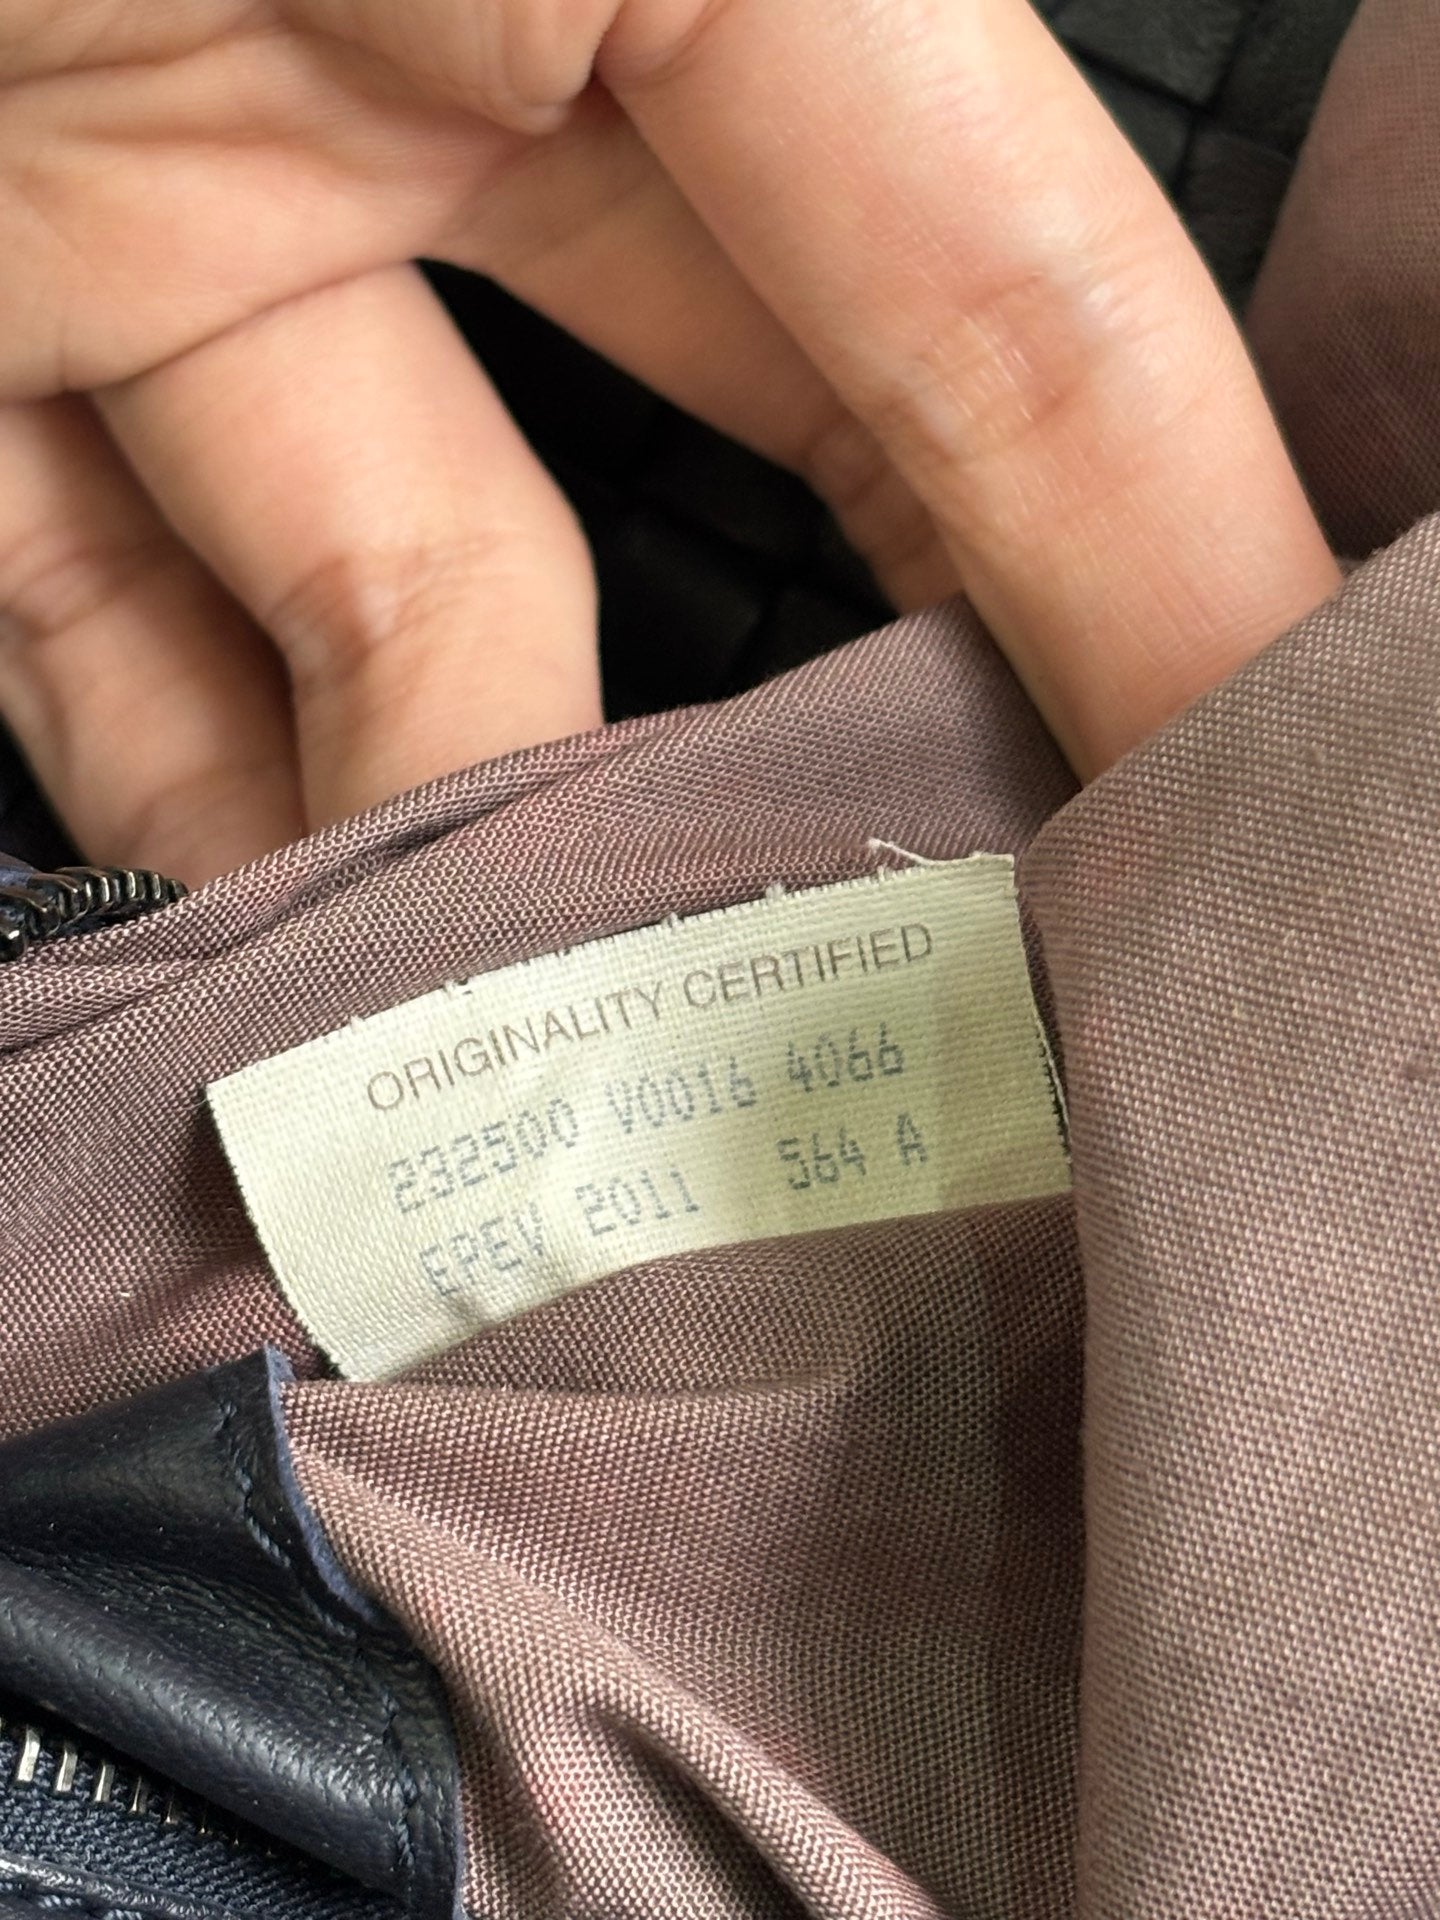 ORIGINALITY CERTIFIED
232500 V0016 4066
EPEV 2011 564 A